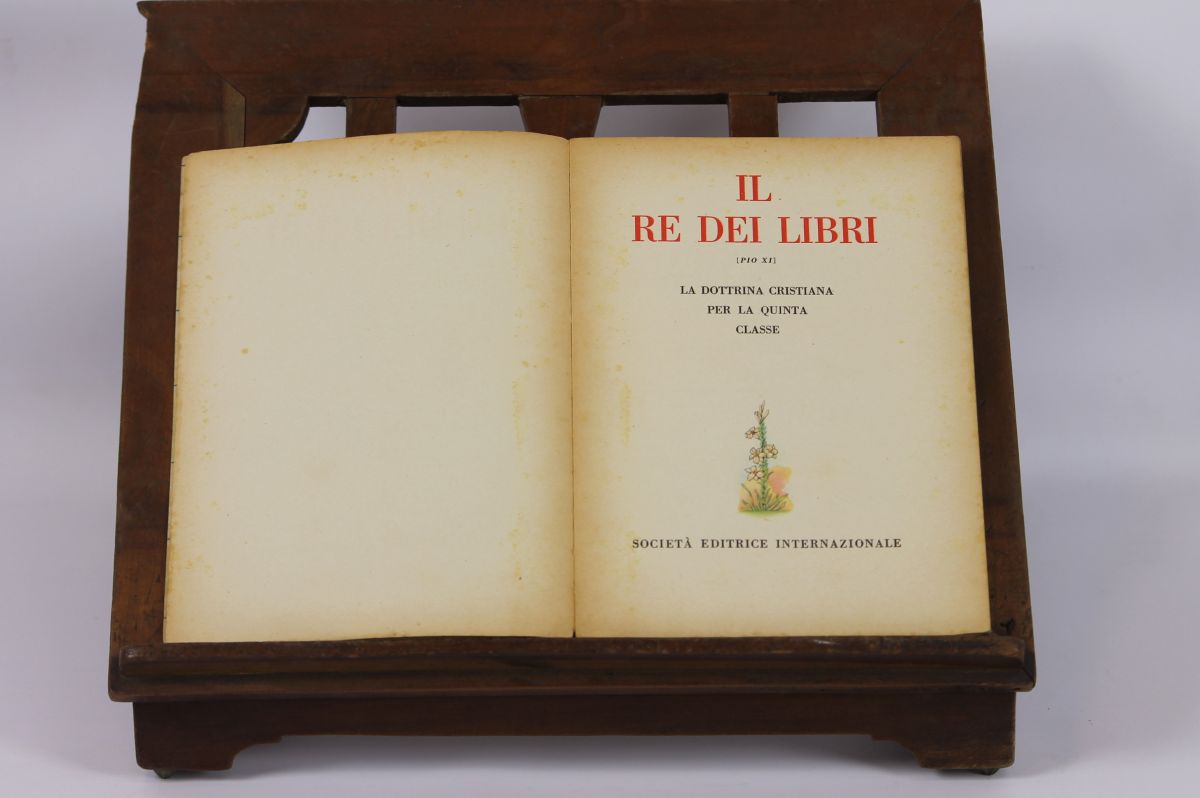 IL
RE DEI LIBRI
[PIO XI]
LA DOTTRINA CRISTIANA
PER LA QUINTA
CLASSE
SOCIETÀ EDITRICE INTERNAZIONALE